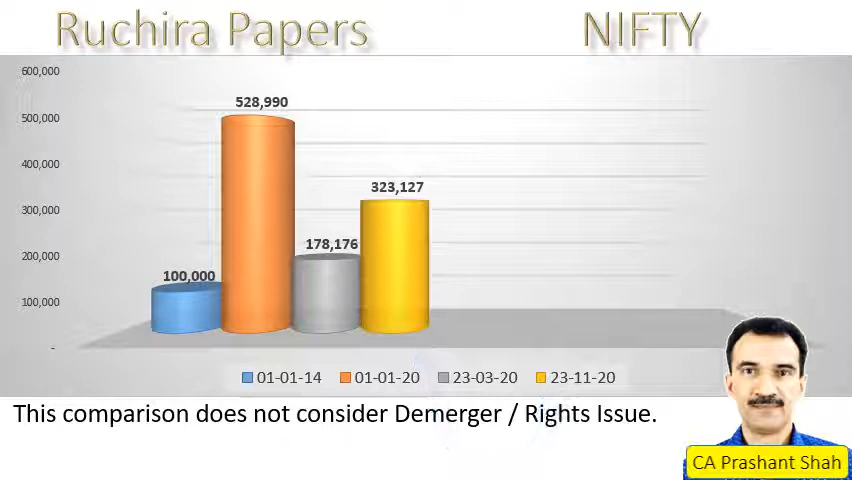 Ruchira Papers NIFTY
600,000
528,990
500,000
400,000
323,127
300,000
178,176
200,000
100,000
100,000
-
01-01-14 01-01-20 23-03-20 23-11-20
This comparison does not consider Demerger / Rights Issue.
CA Prashant Shah